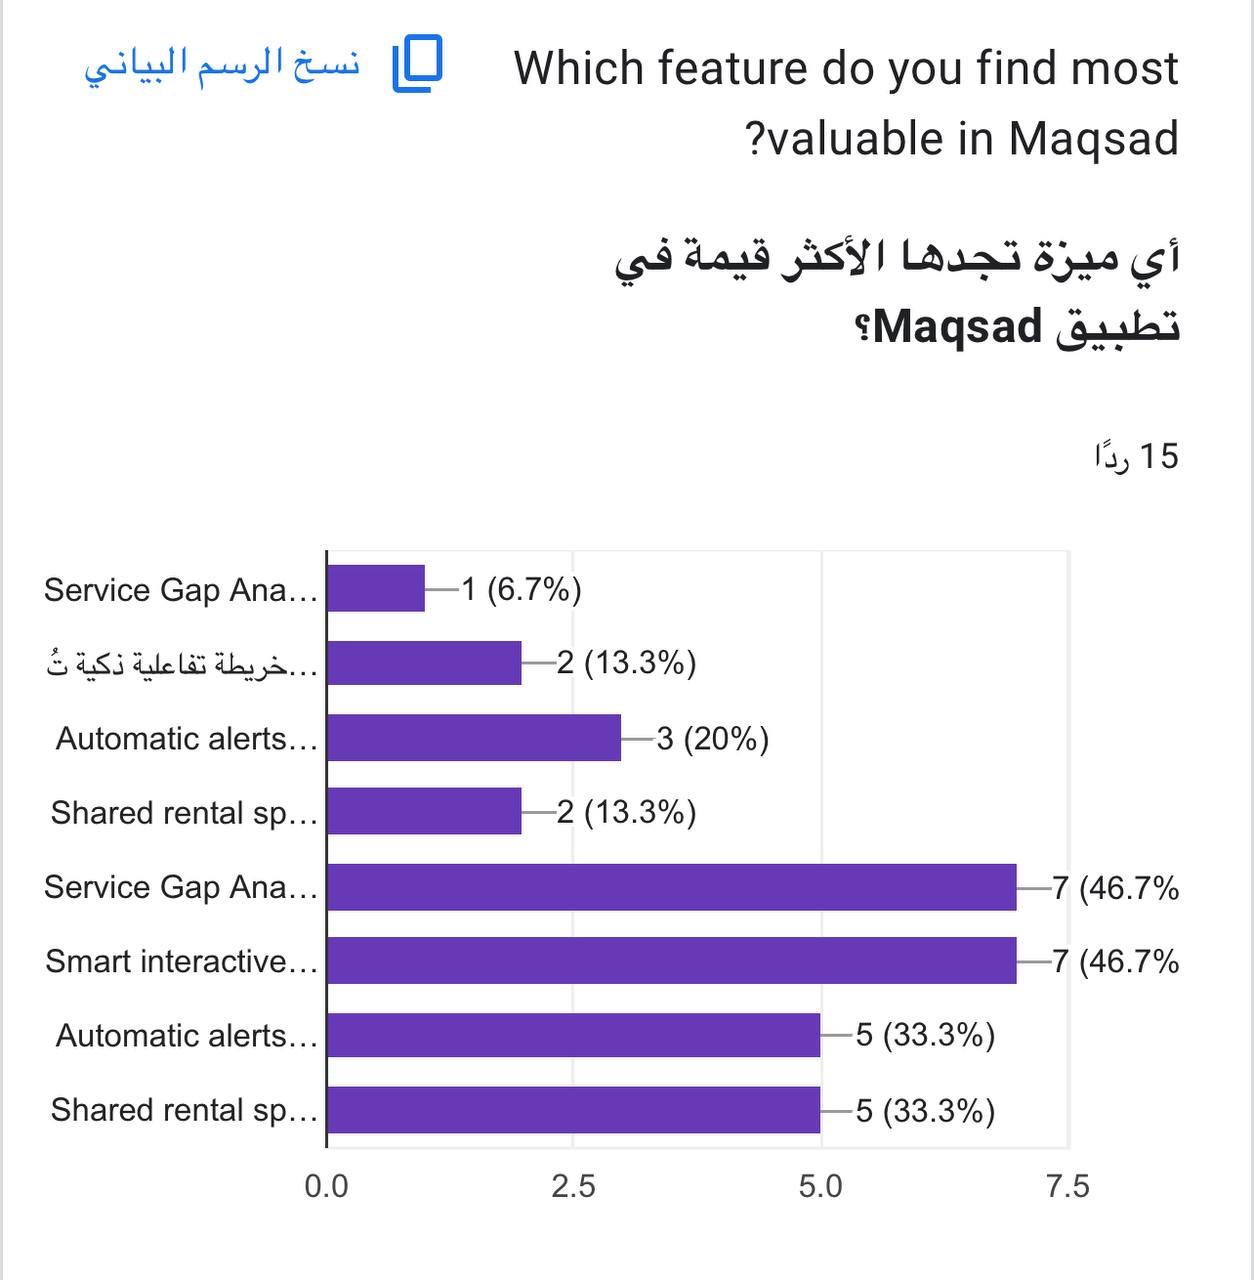 Which feature do you find most
valuable in Maqsad?
نسخ الرسم البياني
أي ميزة تجدها الأكثر قيمة في
تطبيق Maqsad؟
15 ردًا
Service Gap Ana… 1 (6.7%)
خريطة تفاعلية ذكية تُ… 2 (13.3%)
Automatic alerts… 3 (20%)
Shared rental sp… 2 (13.3%)
Service Gap Ana… 7 (46.7%
Smart interactive… 7 (46.7%
Automatic alerts… 5 (33.3%)
Shared rental sp… 5 (33.3%)
0.0 2.5 5.0 7.5